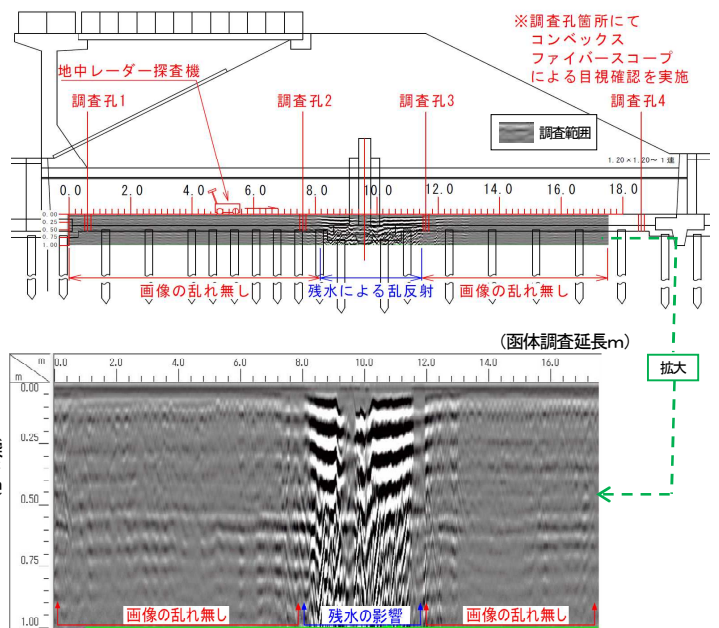 ※調査孔箇所にて
コンベックス
ファイバースコープ
による目視確認を実施
地中レーダー探査機
調査孔1
調査孔2
調査孔3
調査孔4
調査範囲
1.20×1.20～1連
0.0 2.0 4.0 6.0 8.0 10.0 12.0 14.0 16.0 18.0
0.00
0.25
0.50
0.75
1.00
画像の乱れ無し
残水による乱反射
画像の乱れ無し
(函体調査延長m)
拡大
m
m
0.0 2.0 4.0 6.0 8.0 10.0 12.0 14.0 16.0
0.00
0.25
0.50
0.75
1.00
画像の乱れ無し
残水の影響
画像の乱れ無し